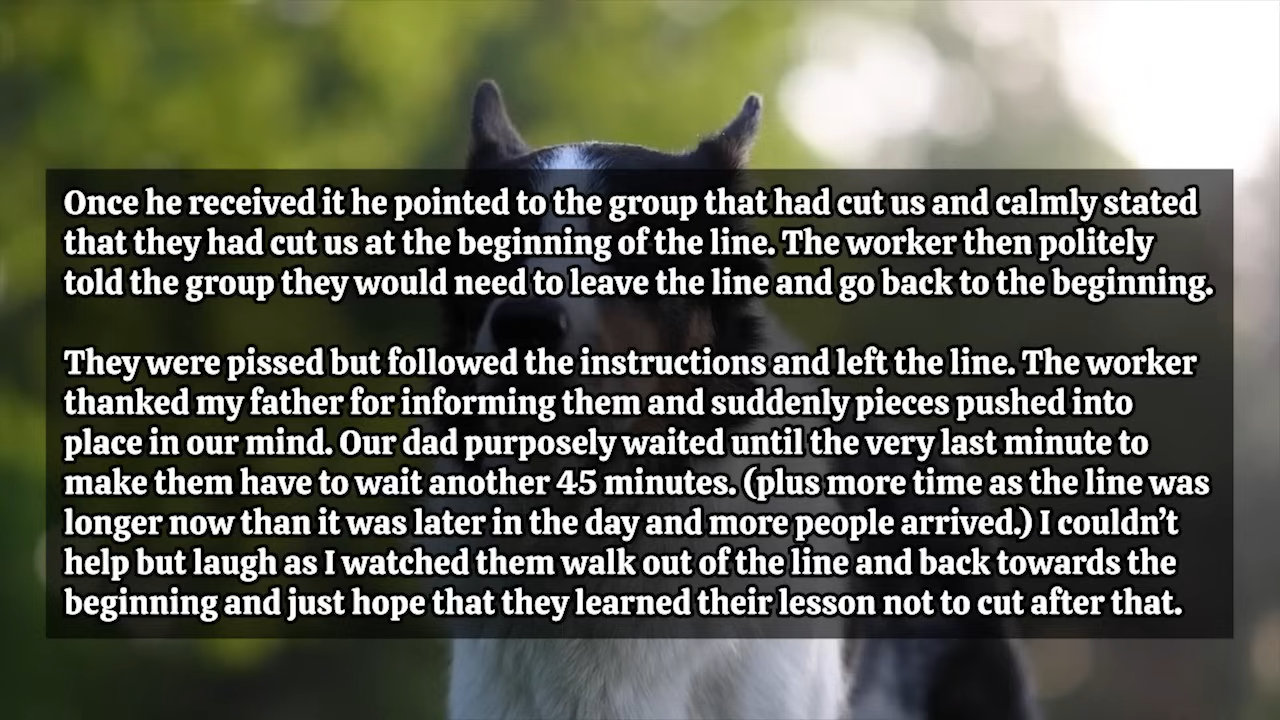 Once he received it he pointed to the group that had cut us and calmly stated
that they had cut us at the beginning of the line. The worker then politely
told the group they would need to leave the line and go back to the beginning.
They were pissed but followed the instructions and left the line. The worker
thanked my father for informing them and suddenly pieces pushed into
place in our mind. Our dad purposely waited until the very last minute to
make them have to wait another 45 minutes. (plus more time as the line was
longer now than it was later in the day and more people arrived.) I couldn’t
help but laugh as I watched them walk out of the line and back towards the
beginning and just hope that they learned their lesson not to cut after that.